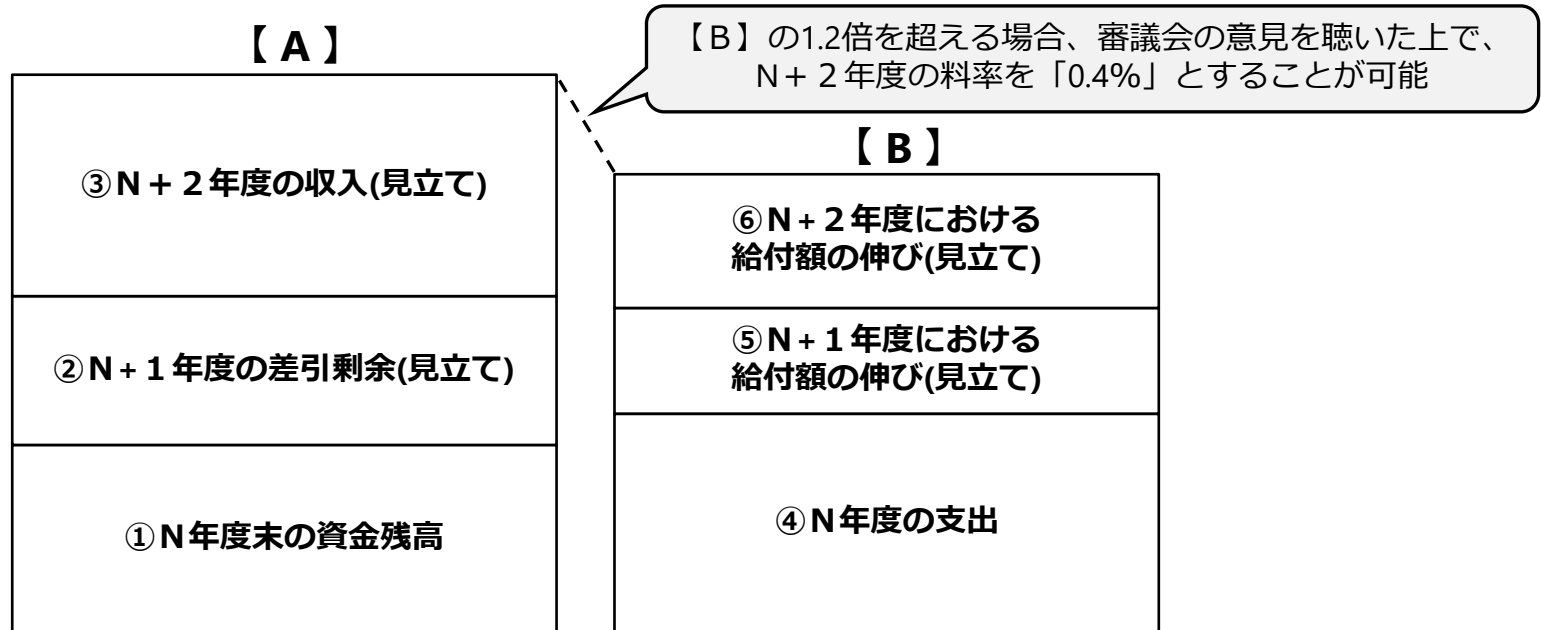 【 A 】
【B】の1.2倍を超える場合、審議会の意見を聴いた上で、
N+2年度の料率を「0.4%」とすることが可能
【 B 】
③N+2年度の収入(見立て)
⑥N+2年度における
給付額の伸び(見立て)
②N+1年度の差引剰余(見立て)
⑤N+1年度における
給付額の伸び(見立て)
①N年度末の資金残高
④N年度の支出